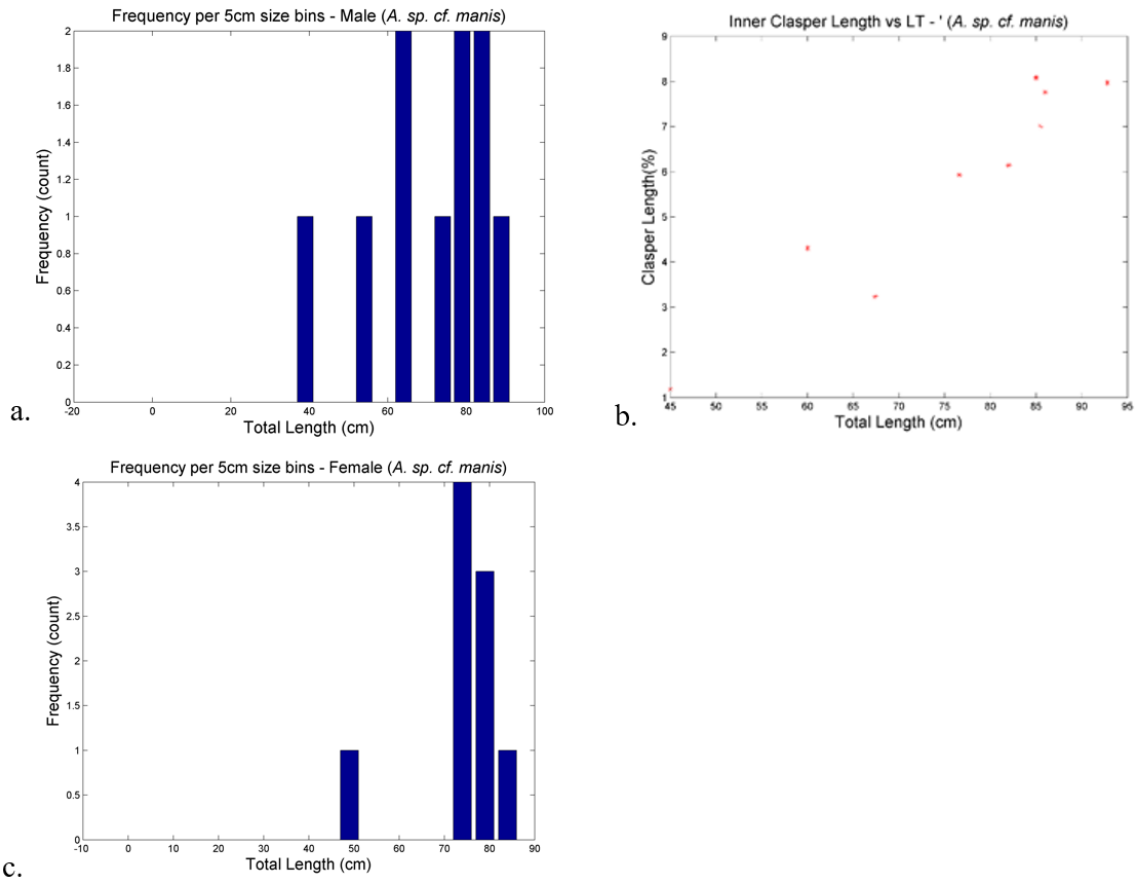 Frequency per 5cm size bins - Male (A. sp. cf. manis)
2
1.8
1.6
1.4
1.2
1
0.8
0.6
0.4
0.2
0
Frequency (count)
-20 0 20 40 60 80 100
Total Length (cm)
a.
Inner Clasper Length vs LT - ' (A. sp. cf. manis)
9
8
7
6
5
4
3
2
1
Clasper Length(%)
45 50 55 60 65 70 75 80 85 90 95
Total Length (cm)
b.
Frequency per 5cm size bins - Female (A. sp. cf. manis)
4
3.5
3
2.5
2
1.5
1
0.5
0
Frequency (count)
-10 0 10 20 30 40 50 60 70 80 90
Total Length (cm)
c.